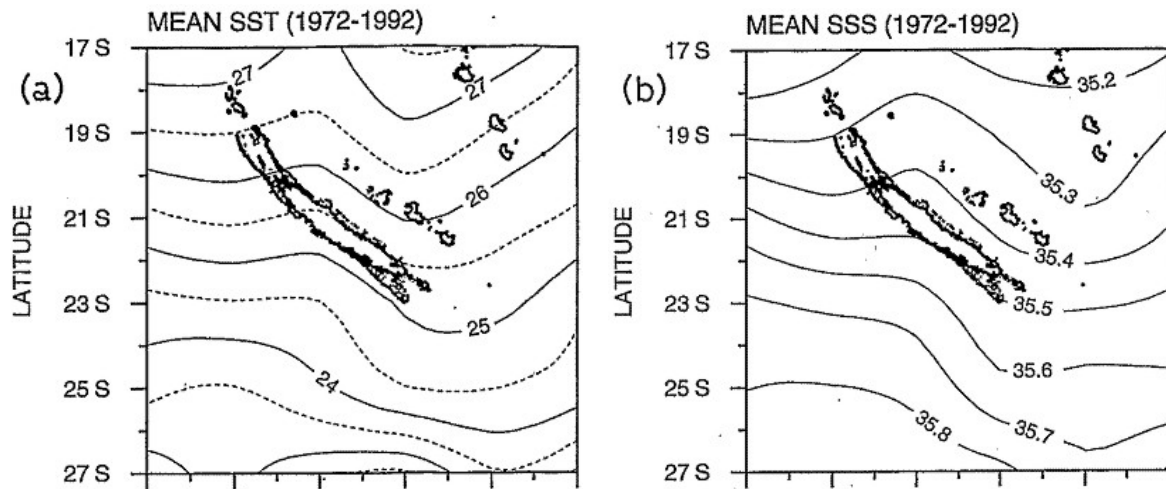 MEAN SST (1972-1992)
(a)
LATITUDE
17 S
19 S
21 S
23 S
25 S
27 S
27
27
26
25
24
MEAN SSS (1972-1992)
(b)
LATITUDE
17 S
19 S
21 S
23 S
25 S
27 S
35.2
35.3
35.4
35.5
35.6
35.7
35.8